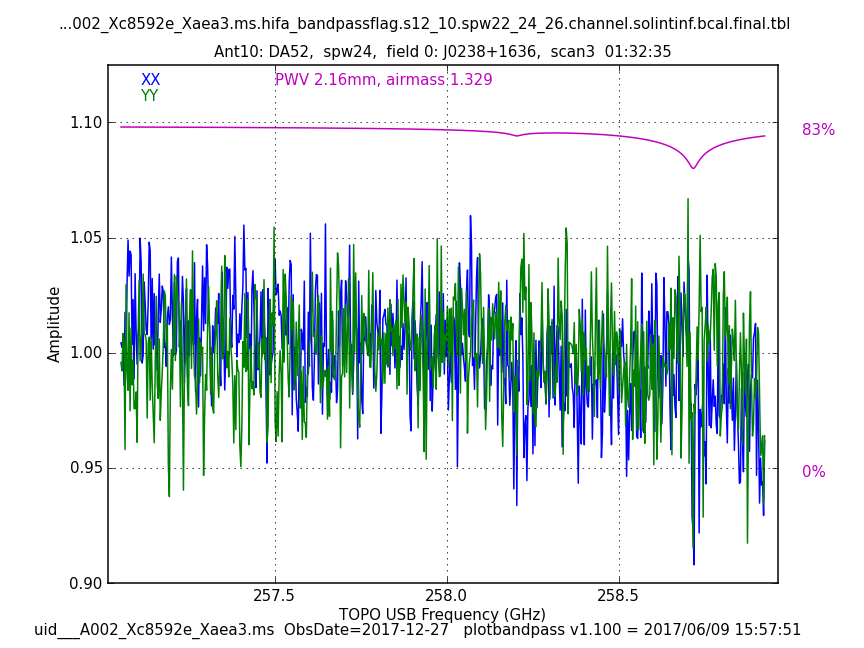 ...002_Xc8592e_Xaea3.ms.hifa_bandpassflag.s12_10.spw22_24_26.channel.solintinf.bcal.final.tbl
Ant10: DA52,  spw24,  field 0: J0238+1636,  scan3  01:32:35
XX
YY
PWV 2.16mm, airmass 1.329
83%
0%
1.10
1.05
1.00
0.95
0.90
Amplitude
257.5
258.0
258.5
TOPO USB Frequency (GHz)
uid___A002_Xc8592e_Xaea3.ms  ObsDate=2017-12-27   plotbandpass v1.100 = 2017/06/09 15:57:51